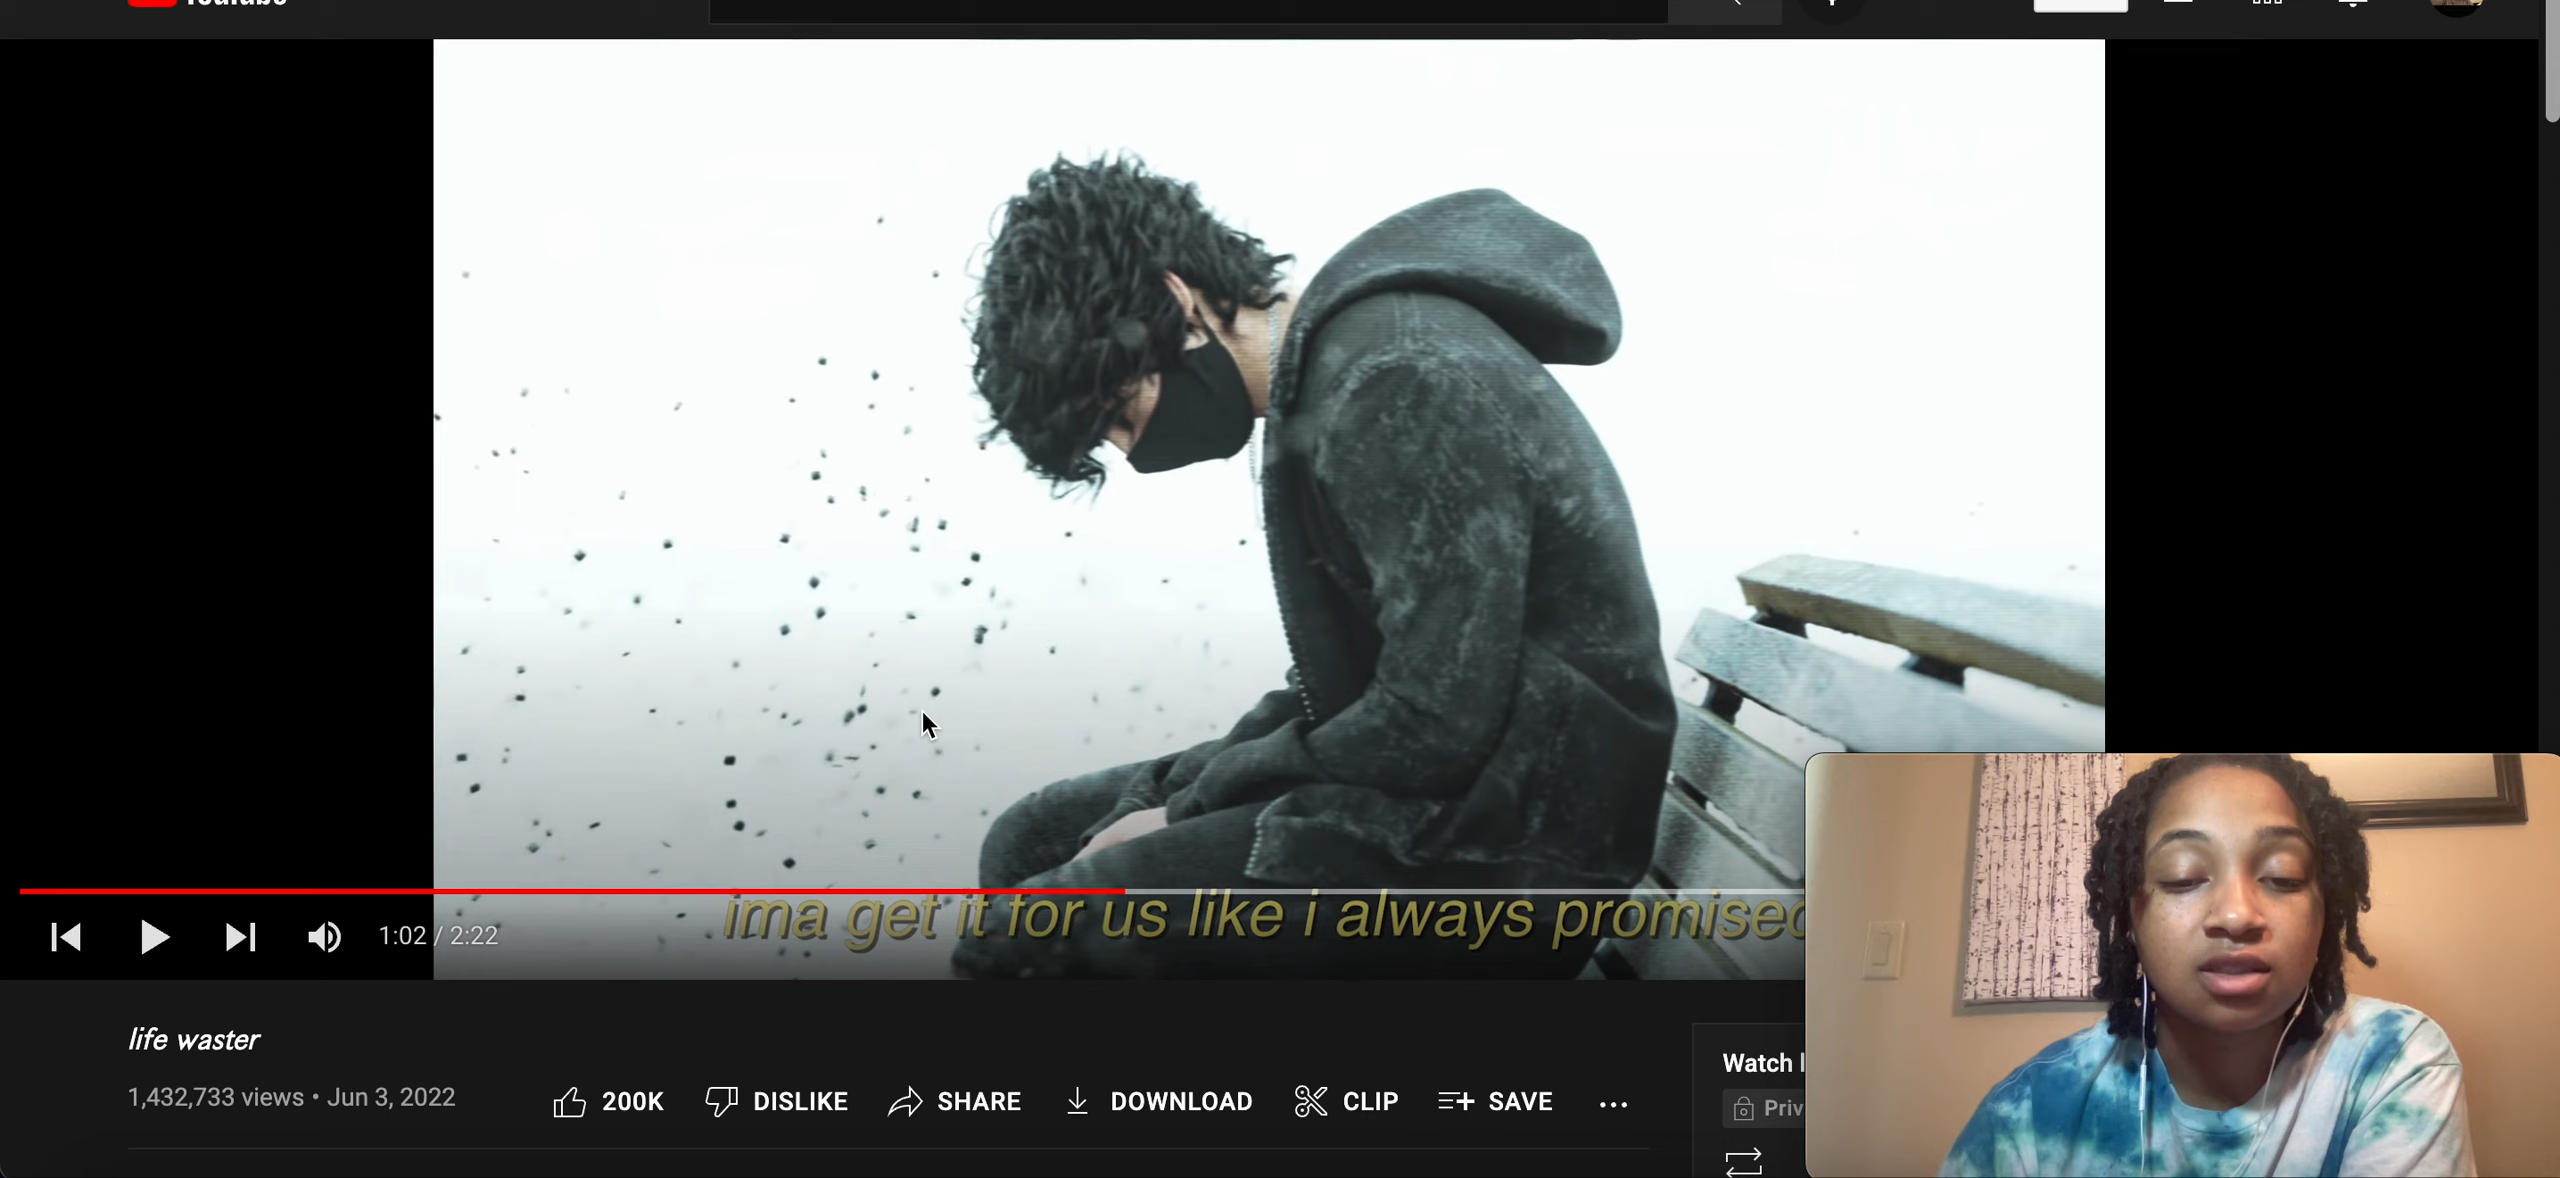 YouTube
ima get it for us like i always promised
1:02 / 2:22
life waster
1,432,733 views • Jun 3, 2022
200K
DISLIKE
SHARE
DOWNLOAD
CLIP
SAVE
Watch